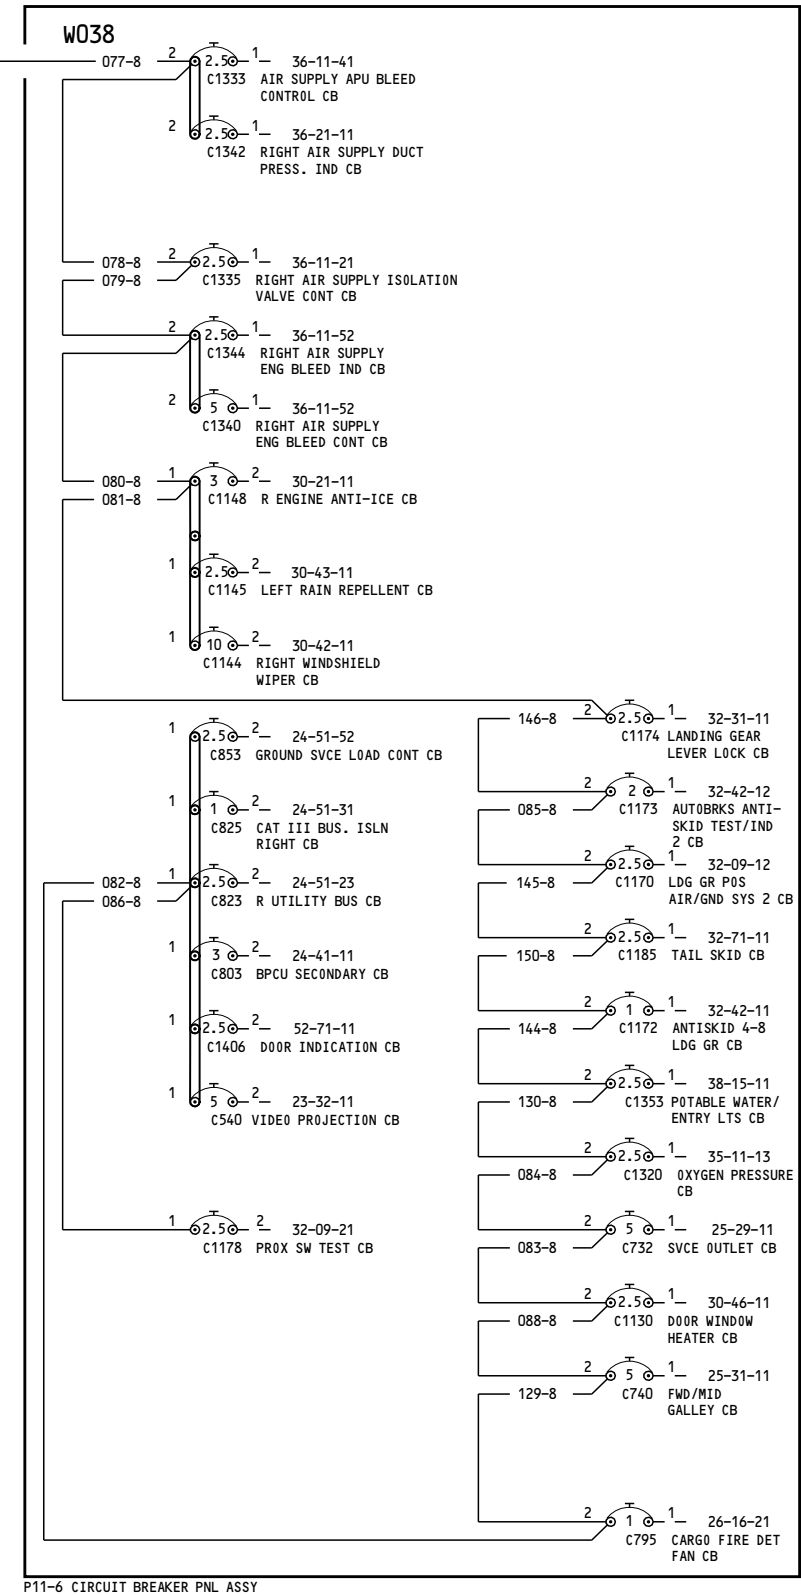 W038
077-8 2 2.5 1 36-11-41
C1333 AIR SUPPLY APU BLEED
CONTROL CB
2 2.5 1 36-21-11
C1342 RIGHT AIR SUPPLY DUCT
PRESS. IND CB
078-8 2 2.5 1 36-11-21
079-8 C1335 RIGHT AIR SUPPLY ISOLATION
VALVE CONT CB
2 2.5 1 36-11-52
C1344 RIGHT AIR SUPPLY
ENG BLEED IND CB
2 5 1 36-11-52
C1340 RIGHT AIR SUPPLY
ENG BLEED CONT CB
080-8 1 3 2 30-21-11
081-8 C1148 R ENGINE ANTI-ICE CB
1 2.5 2 30-43-11
C1145 LEFT RAIN REPELLENT CB
1 10 2 30-42-11
C1144 RIGHT WINDSHIELD
WIPER CB
1 2.5 2 24-51-52
C853 GROUND SVCE LOAD CONT CB
1 1 2 24-51-31
C825 CAT III BUS. ISLN
RIGHT CB
082-8 1 2.5 2 24-51-23
086-8 C823 R UTILITY BUS CB
1 3 2 24-41-11
C803 BPCU SECONDARY CB
1 2.5 2 52-71-11
C1406 DOOR INDICATION CB
1 5 2 23-32-11
C540 VIDEO PROJECTION CB
1 2.5 2 32-09-21
C1178 PROX SW TEST CB
146-8 2 2.5 1 32-31-11
C1174 LANDING GEAR
LEVER LOCK CB
2 2 1 32-42-12
085-8 C1173 AUTOBRKS ANTI-
SKID TEST/IND
2 CB
2 2.5 1 32-09-12
145-8 C1170 LDG GR POS
AIR/GND SYS 2 CB
2 2.5 1 32-71-11
150-8 C1185 TAIL SKID CB
2 1 1 32-42-11
144-8 C1172 ANTISKID 4-8
LDG GR CB
2 2.5 1 38-15-11
130-8 C1353 POTABLE WATER/
ENTRY LTS CB
2 2.5 1 35-11-13
084-8 C1320 OXYGEN PRESSURE
CB
2 5 1 25-29-11
083-8 C732 SVCE OUTLET CB
2 2.5 1 30-46-11
088-8 C1130 DOOR WINDOW
HEATER CB
2 5 1 25-31-11
129-8 C740 FWD/MID
GALLEY CB
2 1 1 26-16-21
C795 CARGO FIRE DET
FAN CB
P11-6 CIRCUIT BREAKER PNL ASSY